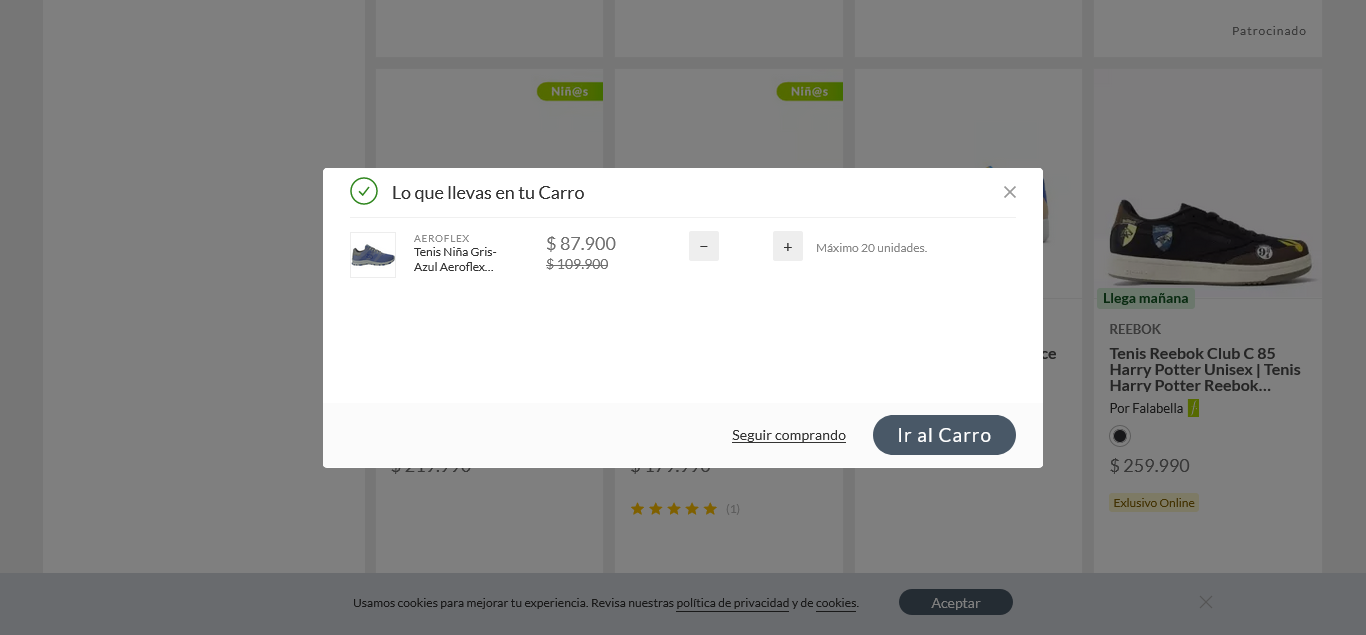 Patrocinado
Niñ@s
Niñ@s
Lo que llevas en tu Carro
AEROFLEX
Tenis Niña Gris-
Azul Aeroflex...
$ 87.900
$ 109.900
−
+
Máximo 20 unidades.
Seguir comprando
Ir al Carro
Llega mañana
REEBOK
Tenis Reebok Club C 85
Harry Potter Unisex | Tenis
Harry Potter Reebok...
Por Falabella
$ 259.990
Exlusivo Online
(1)
Usamos cookies para mejorar tu experiencia. Revisa nuestras política de privacidad y de cookies.
Aceptar